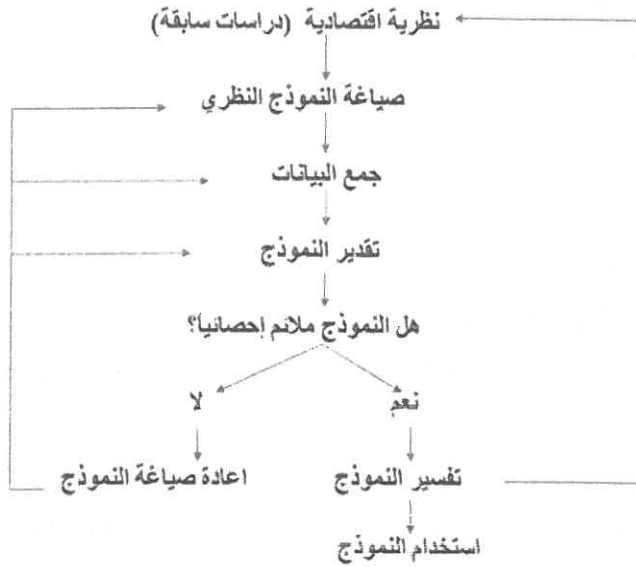 نظرية اقتصادية (دراسات سابقة)
صياغة النموذج النظري
جمع البيانات
تقدير النموذج
هل النموذج ملائم إحصائياً؟
نعم
لا
تفسير النموذج
اعادة صياغة النموذج
استخدام النموذج